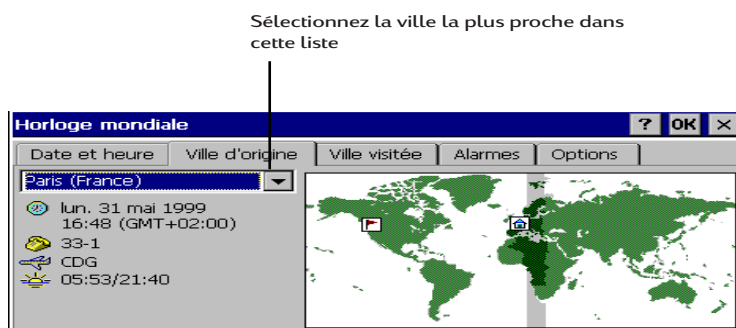 Sélectionnez la ville la plus proche dans
cette liste
Horloge mondiale ? OK ×
Date et heure Ville d'origine Ville visitée Alarmes Options
Paris (France)
lun. 31 mai 1999
16:48 (GMT+02:00)
33-1
CDG
05:53/21:40